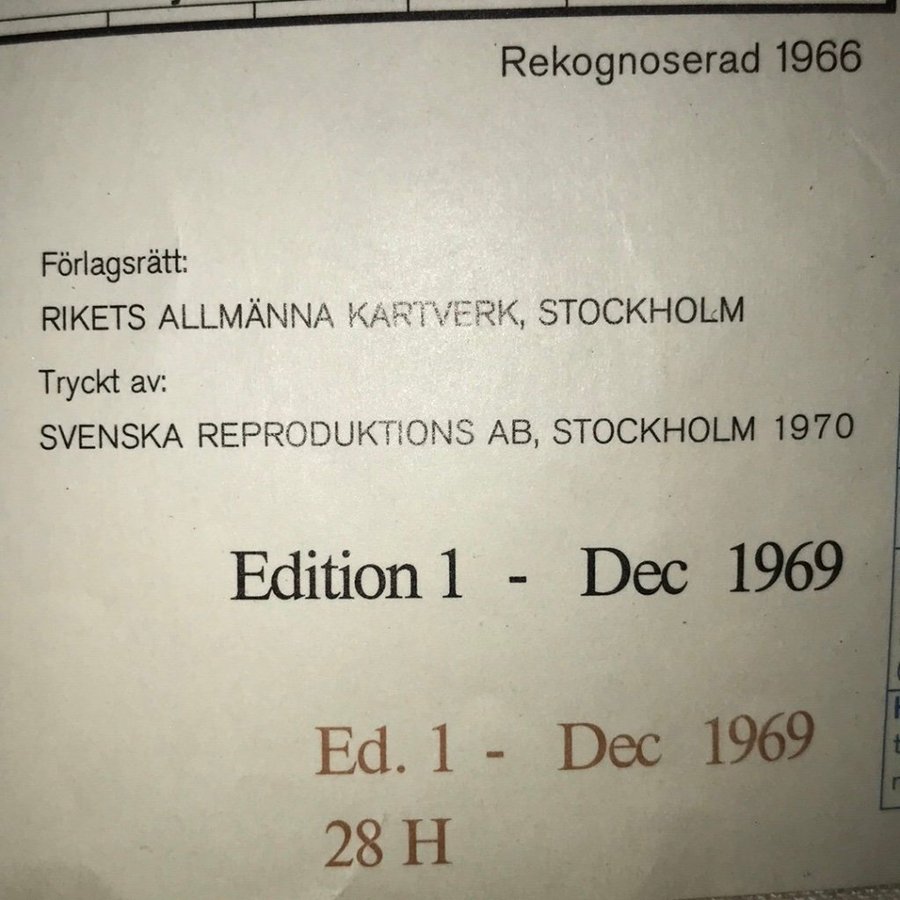 Rekognoserad 1966
Förlagsrätt:
RIKETS ALLMÄNNA KARTVERK, STOCKHOLM
Tryckt av:
SVENSKA REPRODUKTIONS AB, STOCKHOLM 1970
Edition 1 - Dec 1969
Ed. 1 - Dec 1969
28 H